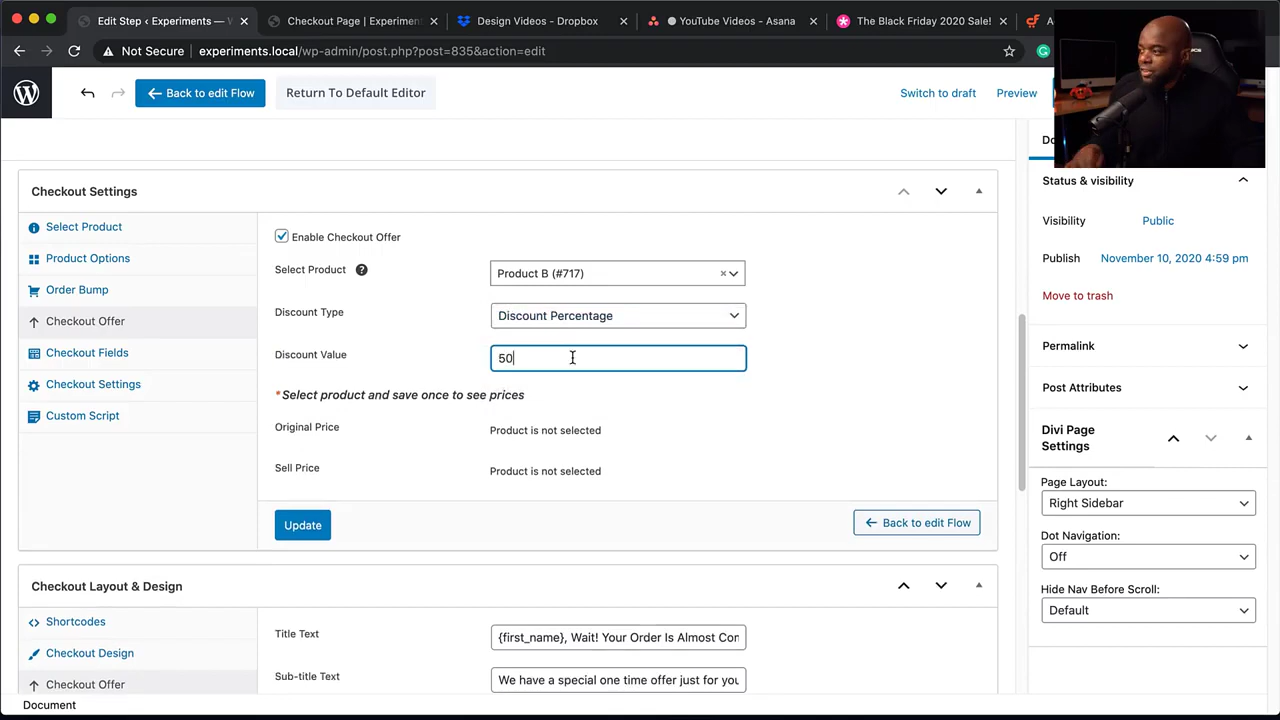 Edit Step ‹ Experiments — W
Checkout Page | Experiment
Design Videos - Dropbox
YouTube Videos - Asana
The Black Friday 2020 Sale!
Not Secure
experiments.local/wp-admin/post.php?post=835&action=edit
Back to edit Flow
Return To Default Editor
Switch to draft
Preview
Checkout Settings
Select Product
Product Options
Order Bump
Checkout Offer
Checkout Fields
Checkout Settings
Custom Script
Enable Checkout Offer
Select Product
Product B (#717)
Discount Type
Discount Percentage
Discount Value
50
*Select product and save once to see prices
Original Price
Product is not selected
Sell Price
Product is not selected
Update
Back to edit Flow
Checkout Layout & Design
Shortcodes
Checkout Design
Checkout Offer
Title Text
{first_name}, Wait! Your Order Is Almost Con
Sub-title Text
We have a special one time offer just for you
Document
Do
Status & visibility
Visibility
Public
Publish
November 10, 2020 4:59 pm
Move to trash
Permalink
Post Attributes
Divi Page
Settings
Page Layout:
Right Sidebar
Dot Navigation:
Off
Hide Nav Before Scroll:
Default